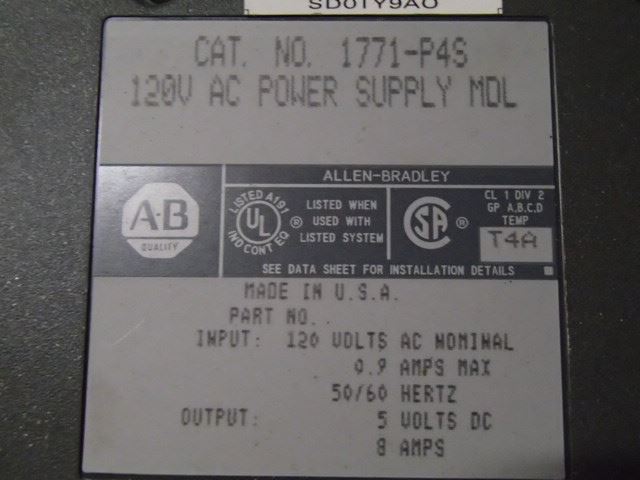 SD0TY9AO
CAT. NO. 1771-P4S
120V AC POWER SUPPLY MDL
ALLEN-BRADLEY
A-B
QUALITY
LISTED A191
UL
IND CONT EQ
®
LISTED WHEN
USED WITH
LISTED SYSTEM
SA
®
CL 1 DIV 2
GP A,B,C,D
TEMP
T4A
SEE DATA SHEET FOR INSTALLATION DETAILS
MADE IN U.S.A.
PART NO..
INPUT: 120 VOLTS AC NOMINAL
0.9 AMPS MAX
50/60 HERTZ
OUTPUT: 5 VOLTS DC
8 AMPS